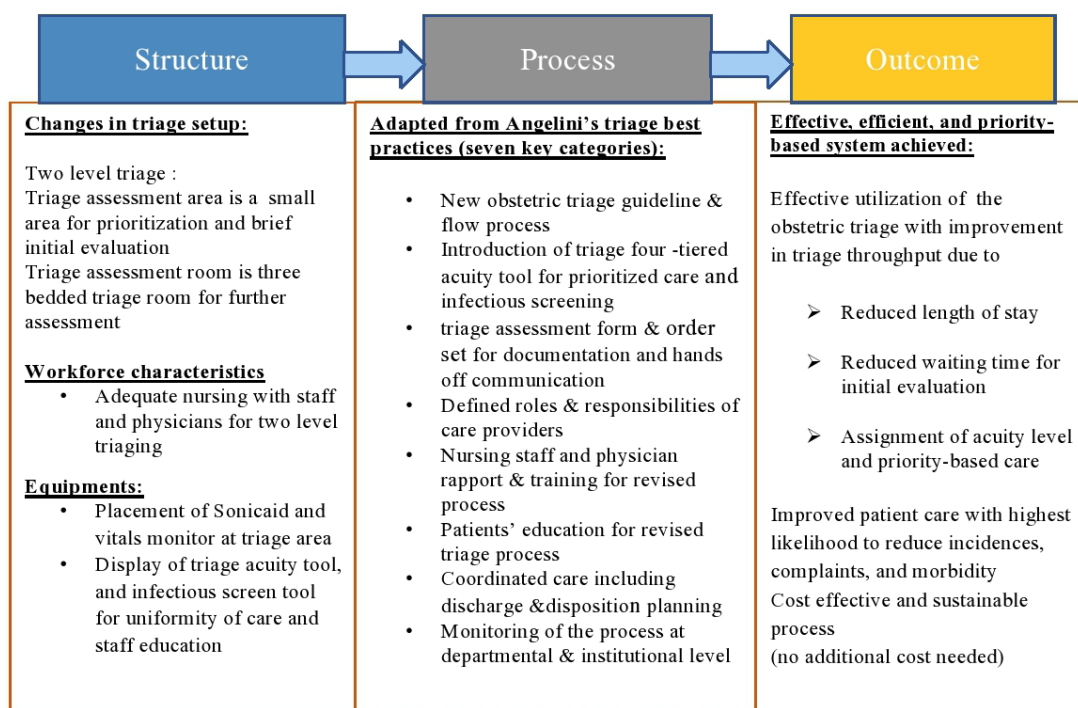 Structure
Process
Outcome
Changes in triage setup:
Two level triage :
Triage assessment area is a small
area for prioritization and brief
initial evaluation
Triage assessment room is three
bedded triage room for further
assessment
Workforce characteristics
• Adequate nursing with staff
and physicians for two level
triaging
Equipments:
• Placement of Sonicaid and
vitals monitor at triage area
• Display of triage acuity tool,
and infectious screen tool
for uniformity of care and
staff education
Adapted from Angelini's triage best
practices (seven key categories):
• New obstetric triage guideline &
flow process
• Introduction of triage four -tiered
acuity tool for prioritized care and
infectious screening
• triage assessment form & order
set for documentation and hands
off communication
• Defined roles & responsibilities of
care providers
• Nursing staff and physician
rapport & training for revised
process
• Patients' education for revised
triage process
• Coordinated care including
discharge &disposition planning
• Monitoring of the process at
departmental & institutional level
Effective, efficient, and priority-
based system achieved:
Effective utilization of the
obstetric triage with improvement
in triage throughput due to
➢ Reduced length of stay
➢ Reduced waiting time for
initial evaluation
➢ Assignment of acuity level
and priority-based care
Improved patient care with highest
likelihood to reduce incidences,
complaints, and morbidity
Cost effective and sustainable
process
(no additional cost needed)